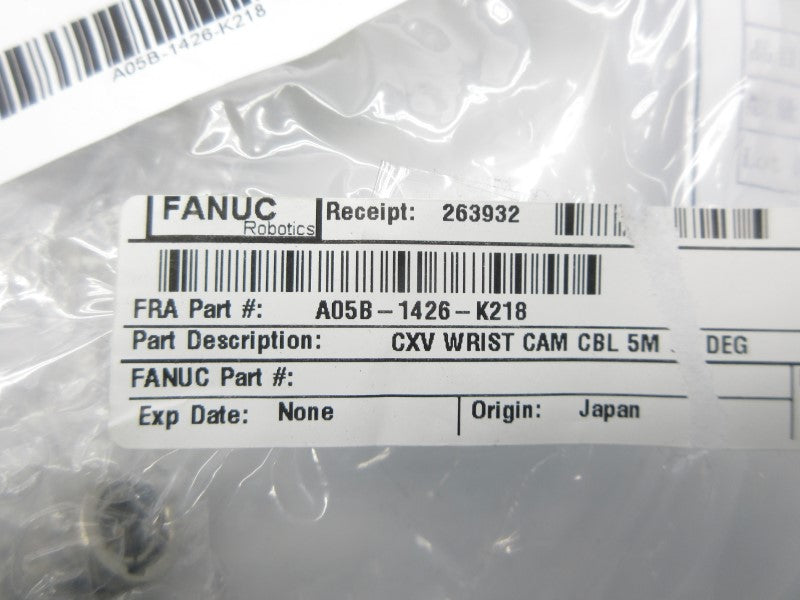 A05B-1426-K218
FANUC Robotics
Receipt: 263932
FRA Part #: A05B-1426-K218
Part Description: CXV WRIST CAM CBL 5M DEG
FANUC Part #:
Exp Date: None Origin: Japan